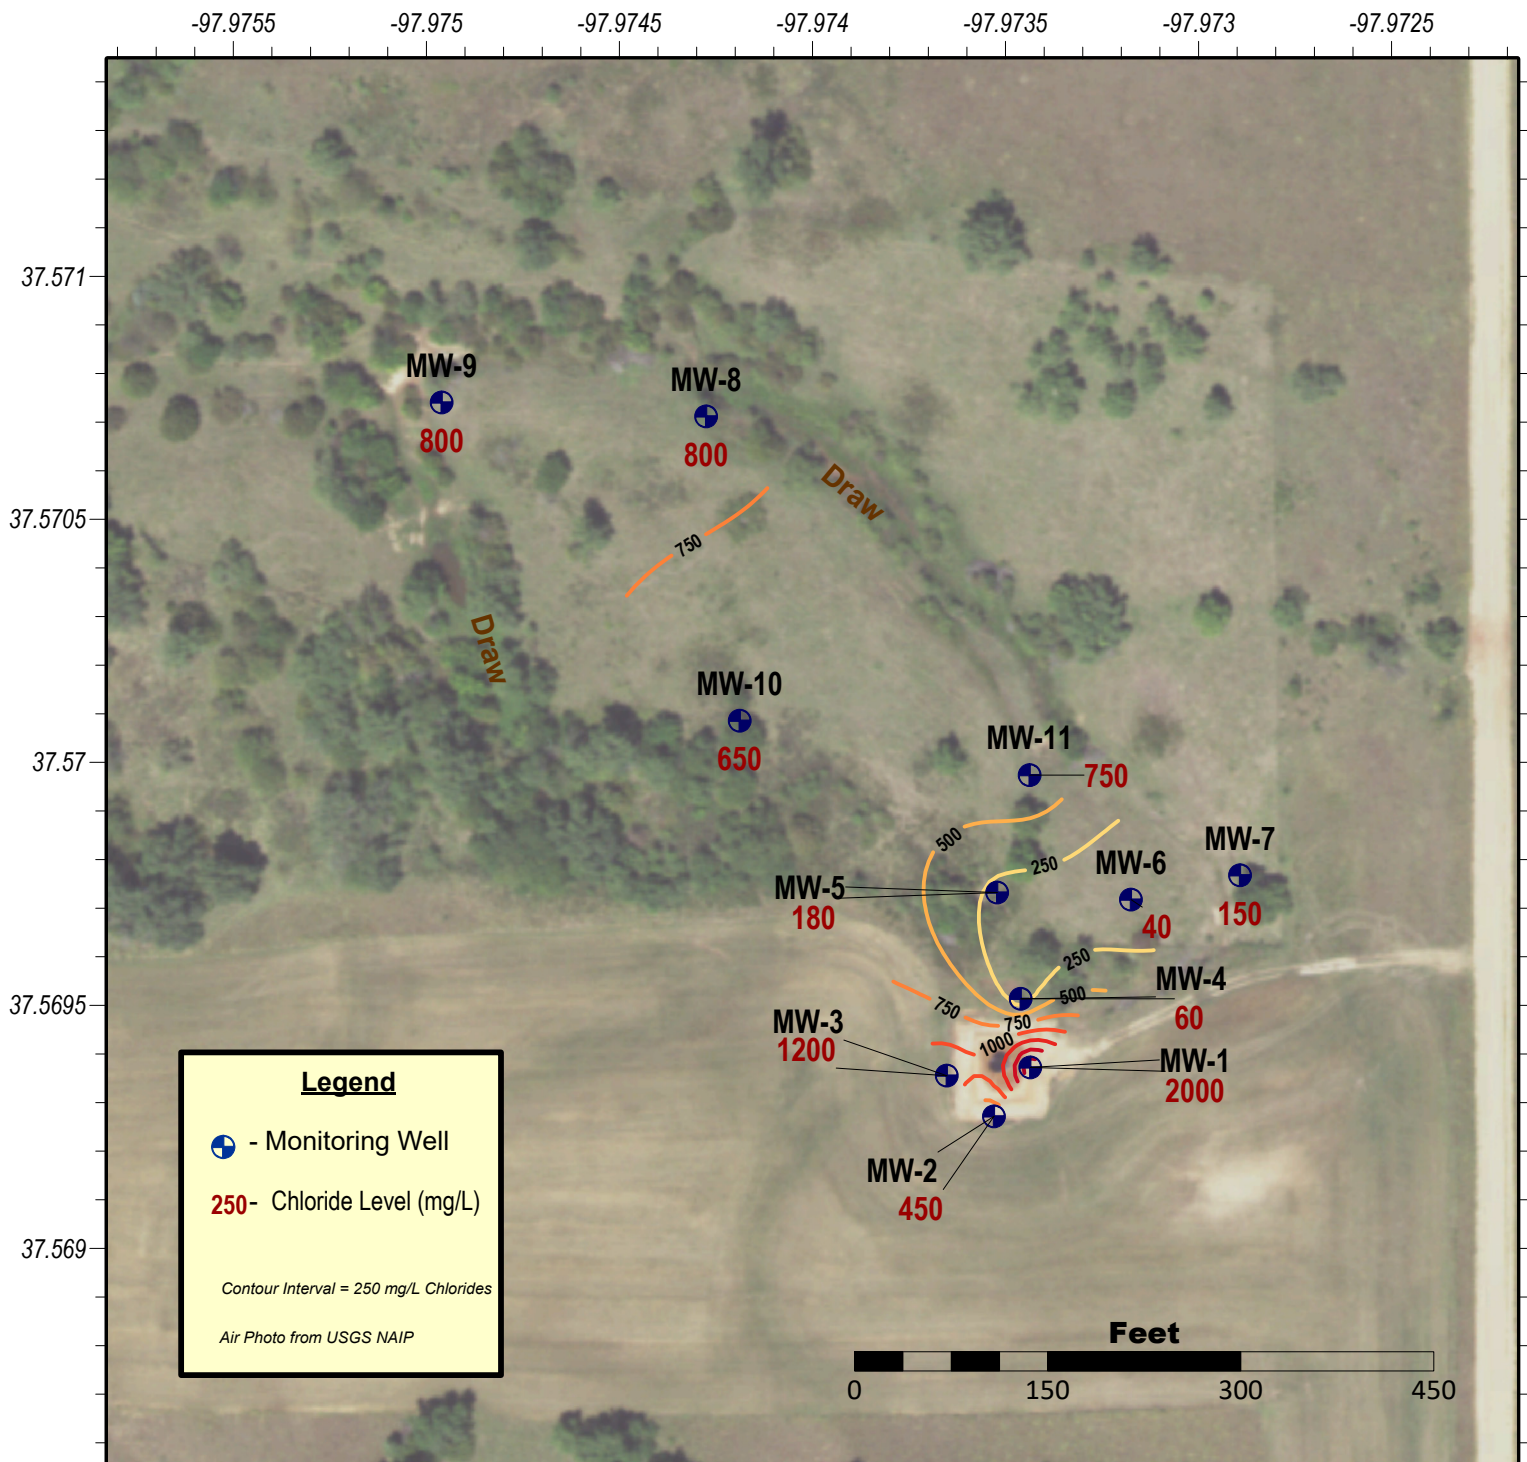 -97.9755 -97.975 -97.9745 -97.974 -97.9735 -97.973 -97.9725
37.571
37.5705
37.57
37.5695
37.569
MW-9
800
MW-8
800
Draw
750
Draw
MW-10
650
MW-11
750
500
250
MW-5
180
MW-6
40
MW-7
150
250
MW-4
60
500
750
750
1000
MW-3
1200
MW-1
2000
MW-2
450
Legend
- Monitoring Well
250- Chloride Level (mg/L)
Contour Interval = 250 mg/L Chlorides
Air Photo from USGS NAIP
Feet
0 150 300 450